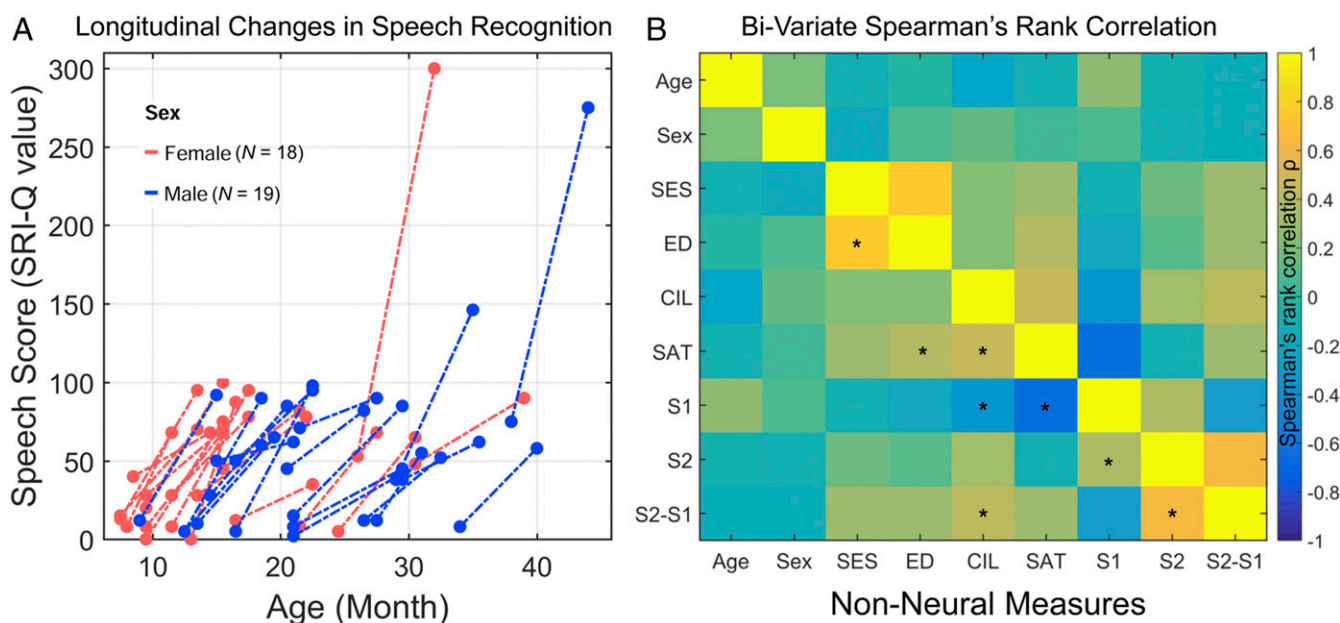 A Longitudinal Changes in Speech Recognition
Speech Score (SRI-Q value)
300
250
200
150
100
50
0
Sex
Female (N = 18)
Male (N = 19)
10 20 30 40
Age (Month)
B Bi-Variate Spearman's Rank Correlation
Age
Sex
SES
ED
*
CIL
SAT
* *
S1
* *
S2
*
S2-S1
* *
Age Sex SES ED CIL SAT S1 S2 S2-S1
Non-Neural Measures
1
0.8
0.6
0.4
0.2
0
-0.2
-0.4
-0.6
-0.8
-1
Spearman's rank correlation ρ